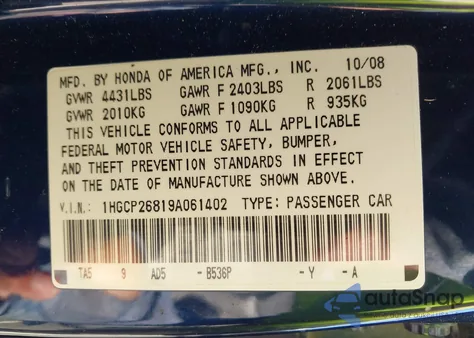 MFD. BY HONDA OF AMERICA MFG., INC. 10/08
GVWR 4431LBS GAWR F 2403LBS R 2061LBS
GVWR 2010KG GAWR F 1090KG R 935KG
THIS VEHICLE CONFORMS TO ALL APPLICABLE
FEDERAL MOTOR VEHICLE SAFETY, BUMPER,
AND THEFT PREVENTION STANDARDS IN EFFECT
ON THE DATE OF MANUFACTURE SHOWN ABOVE.
V.I.N.: 1HGCP26819A061402 TYPE: PASSENGER CAR
TA5 9 AD5 -B536P -Y -A
autoSnap